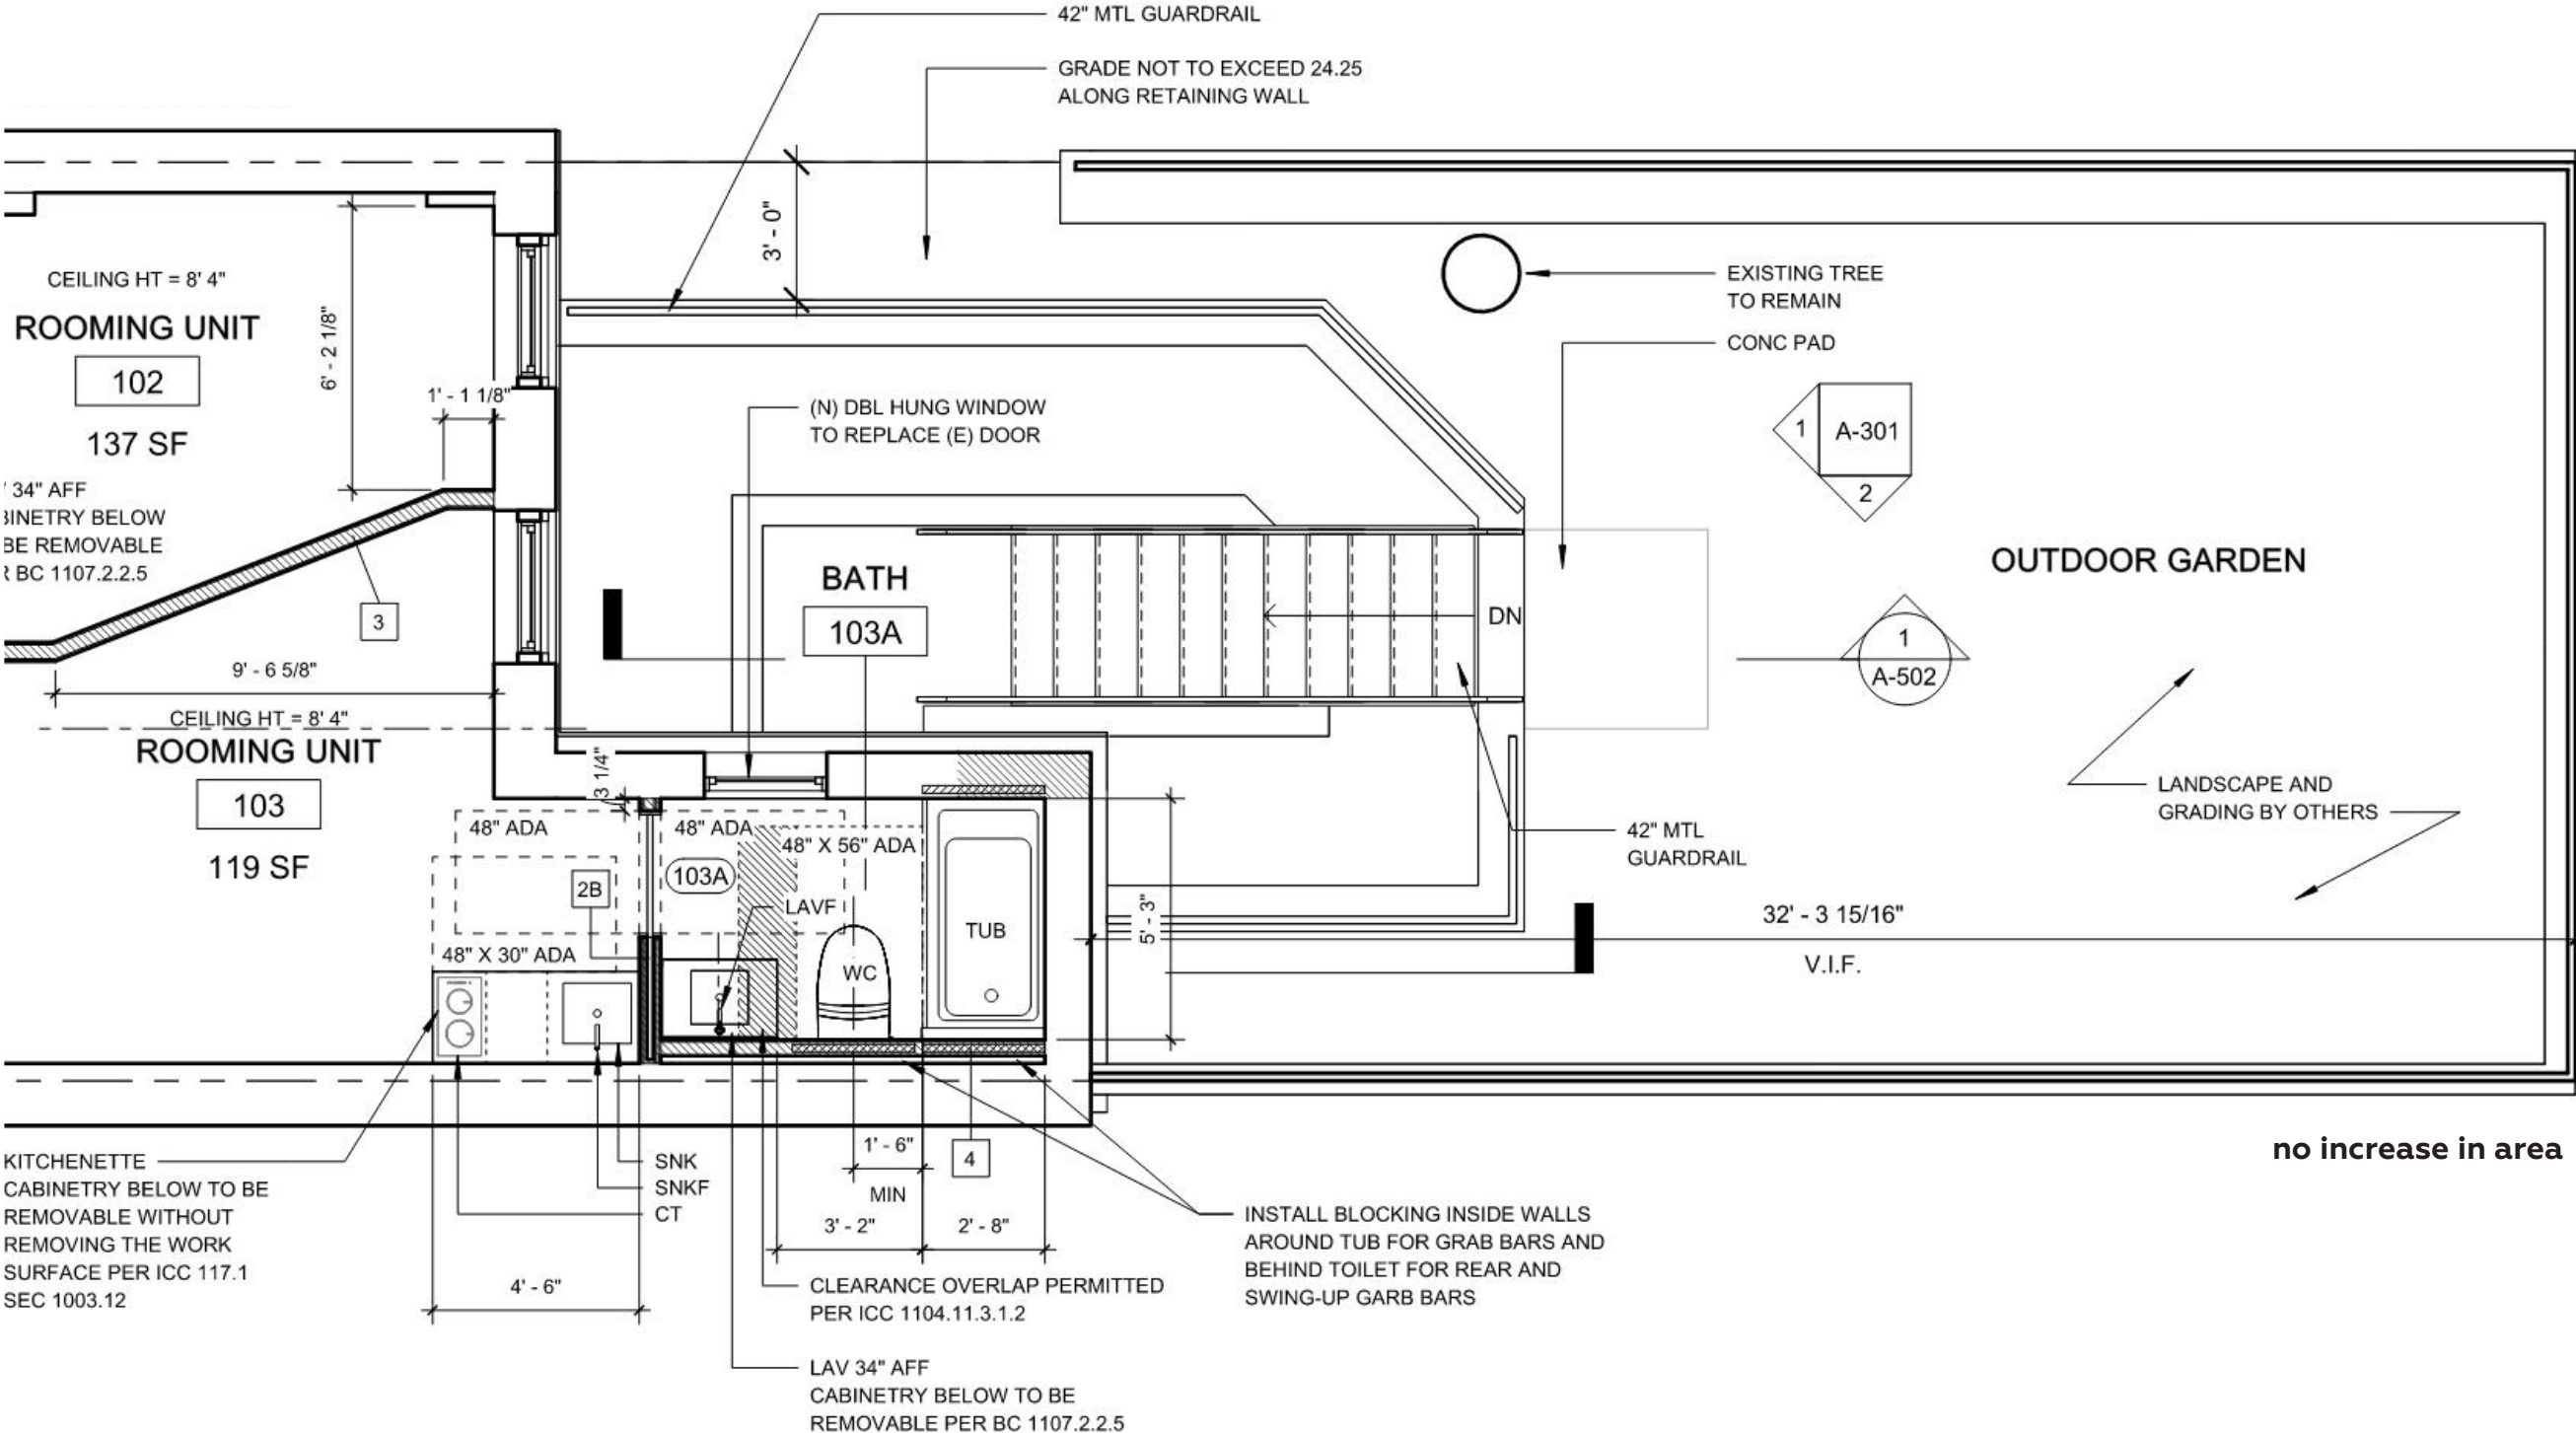 42" MTL GUARDRAIL
GRADE NOT TO EXCEED 24.25
ALONG RETAINING WALL
3' - 0"
CEILING HT = 8' 4"
ROOMING UNIT
102
137 SF
6' - 2 1/8"
1' - 1 1/8"
34" AFF
BINETRY BELOW
BE REMOVABLE
R BC 1107.2.2.5
3
9' - 6 5/8"
(N) DBL HUNG WINDOW
TO REPLACE (E) DOOR
EXISTING TREE
TO REMAIN
CONC PAD
1
A-301
2
OUTDOOR GARDEN
BATH
103A
DN
1
A-502
CEILING HT = 8' 4"
ROOMING UNIT
103
119 SF
3 1/4"
48" ADA
48" ADA
48" X 56" ADA
103A
2B
LAVF
48" X 30" ADA
WC
TUB
5' - 3"
42" MTL
GUARDRAIL
LANDSCAPE AND
GRADING BY OTHERS
32' - 3 15/16"
V.I.F.
no increase in area
KITCHENETTE
CABINETRY BELOW TO BE
REMOVABLE WITHOUT
REMOVING THE WORK
SURFACE PER ICC 117.1
SEC 1003.12
SNK
SNKF
CT
4' - 6"
1' - 6"
MIN
4
3' - 2"
2' - 8"
CLEARANCE OVERLAP PERMITTED
PER ICC 1104.11.3.1.2
LAV 34" AFF
CABINETRY BELOW TO BE
REMOVABLE PER BC 1107.2.2.5
INSTALL BLOCKING INSIDE WALLS
AROUND TUB FOR GRAB BARS AND
BEHIND TOILET FOR REAR AND
SWING-UP GARB BARS